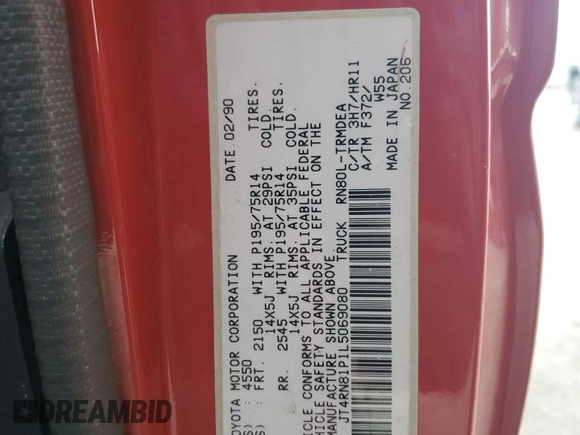 OYOTA MOTOR CORPORATION DATE 02/90
S) : 4550
S) : FRT. 2150 WITH P195/75R14 TIRES.
14X5J RIMS. AT 29PSI COLD.
RR. 2545 WITH P195/75R14 TIRES.
14X5J RIMS. AT 35PSI COLD.
EHICLE CONFORMS TO ALL APPLICABLE FEDERAL
VEHICLE SAFETY STANDARDS IN EFFECT ON THE
MANUFACTURE SHOWN ABOVE.
JT4RN81P1L5069080 TRUCK RN80L-TRMDEA
C/TR 3H7/HR11
A/TM F372/
W55
MADE IN JAPAN
NO.206
AUTOBIDMASTER